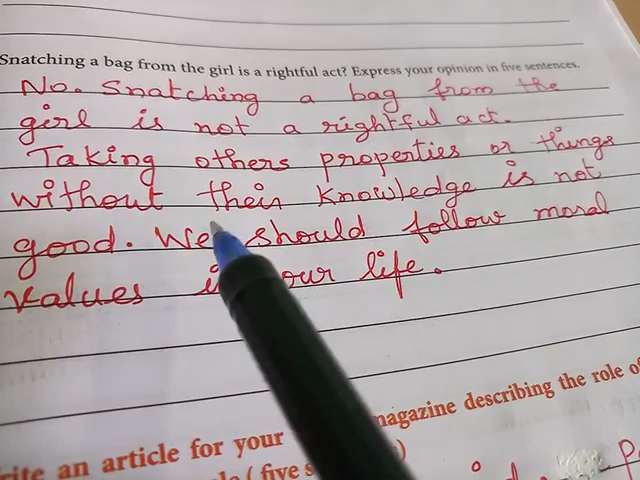 Snatching a bag from the girl is a rightful act? Express your opinion in five sentences.
No. Snatching a bag from the
girl is not a rightful act.
Taking others properties or things
without their knowledge is not
good. We should follow moral
values our life.
rite an article for your magazine describing the role of
(five s )